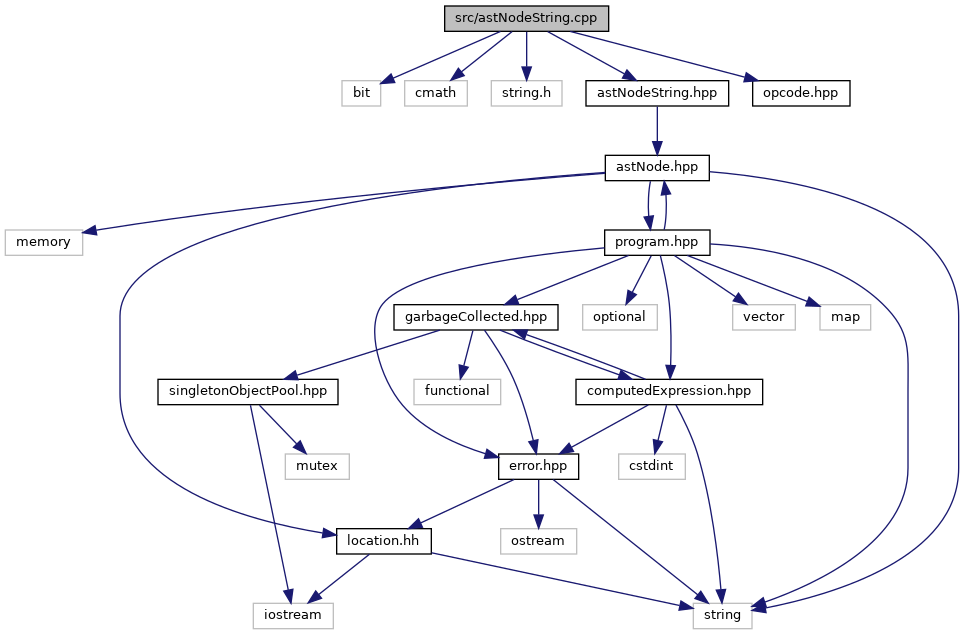 src/astNodeString.cpp
bit
cmath
string.h
astNodeString.hpp
opcode.hpp
astNode.hpp
memory
program.hpp
garbageCollected.hpp
optional
vector
map
singletonObjectPool.hpp
functional
computedExpression.hpp
mutex
error.hpp
cstdint
location.hh
ostream
iostream
string